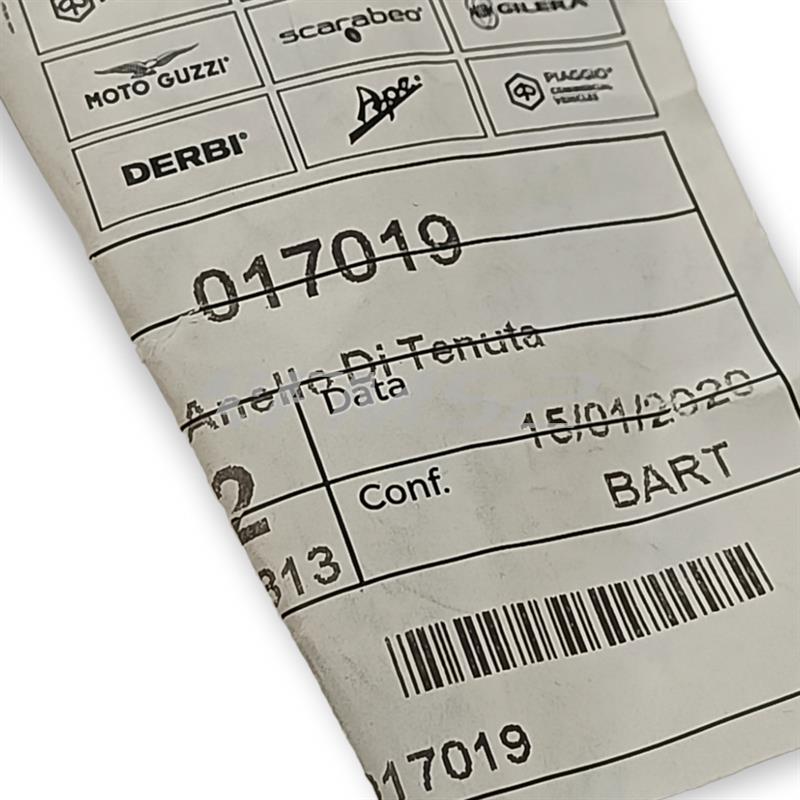 scarabeo
GILERA
MOTO GUZZI
Ape
PIAGGIO
COMMERCIAL
VEHICLES
DERBI
017019
Anello Di Tenuta
Data
15/01/2020
2
Conf.
BART
313
017019